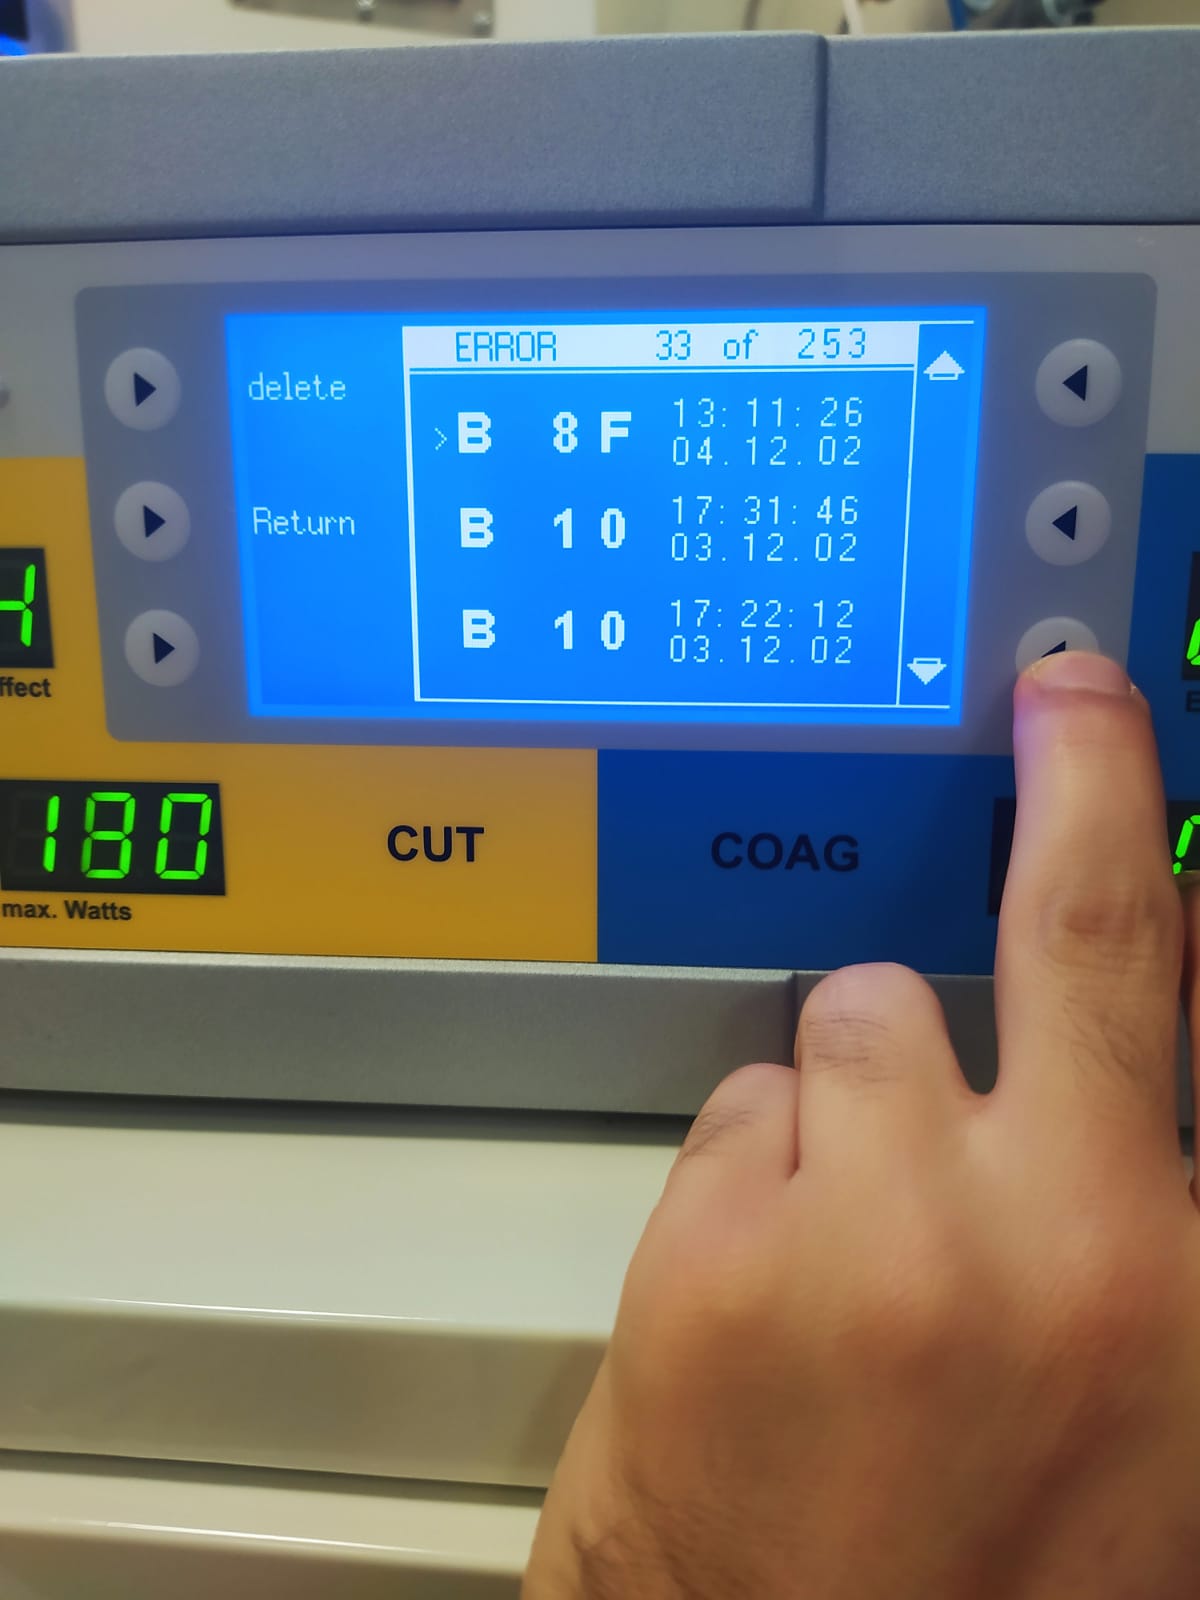 ERROR 33 of 253
delete
>B 8F 13:11:26
04.12.02
Return
B 10 17:31:46
03.12.02
B 10 17:22:12
03.12.02
ffect
180
CUT
COAG
max. Watts